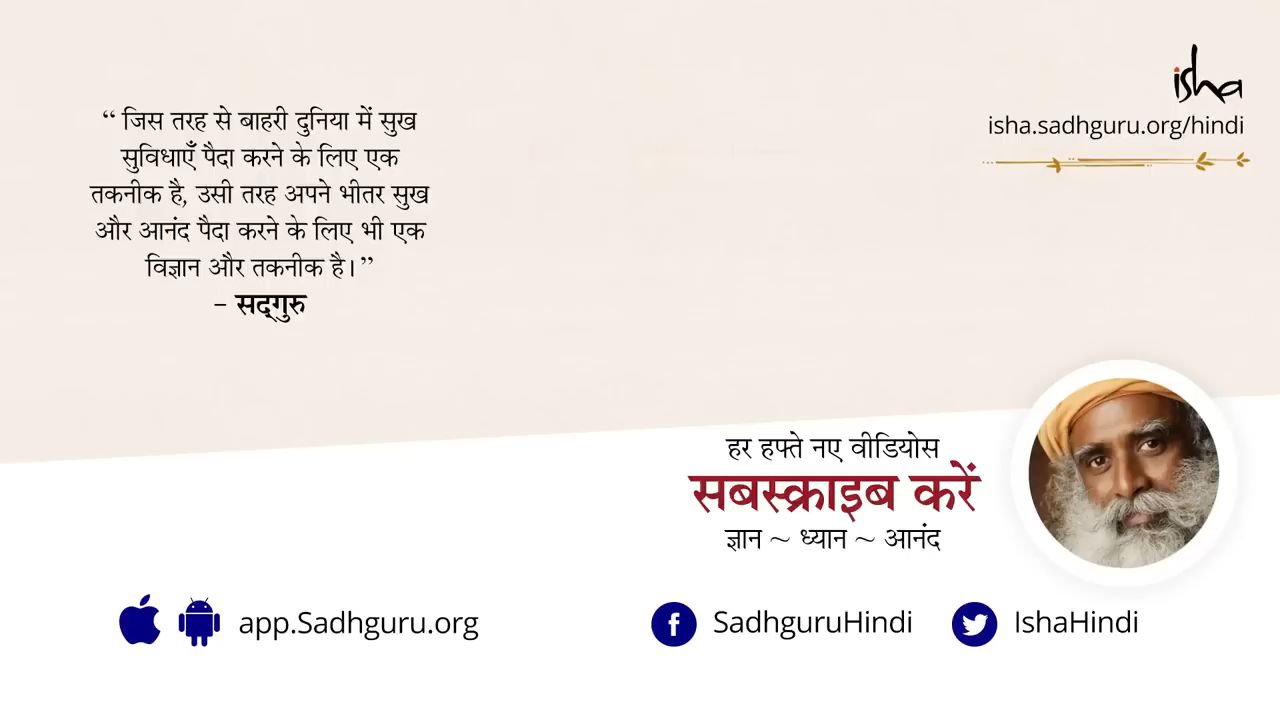 “ जिस तरह से बाहरी दुनिया में सुख
सुविधाएँ पैदा करने के लिए एक
तकनीक है, उसी तरह अपने भीतर सुख
और आनंद पैदा करने के लिए भी एक
विज्ञान और तकनीक है।”
- सद्गुरु
isha
isha.sadhguru.org/hindi
हर हफ्ते नए वीडियोस
सबस्क्राइब करें
ज्ञान ~ ध्यान ~ आनंद
app.Sadhguru.org
SadhguruHindi
IshaHindi